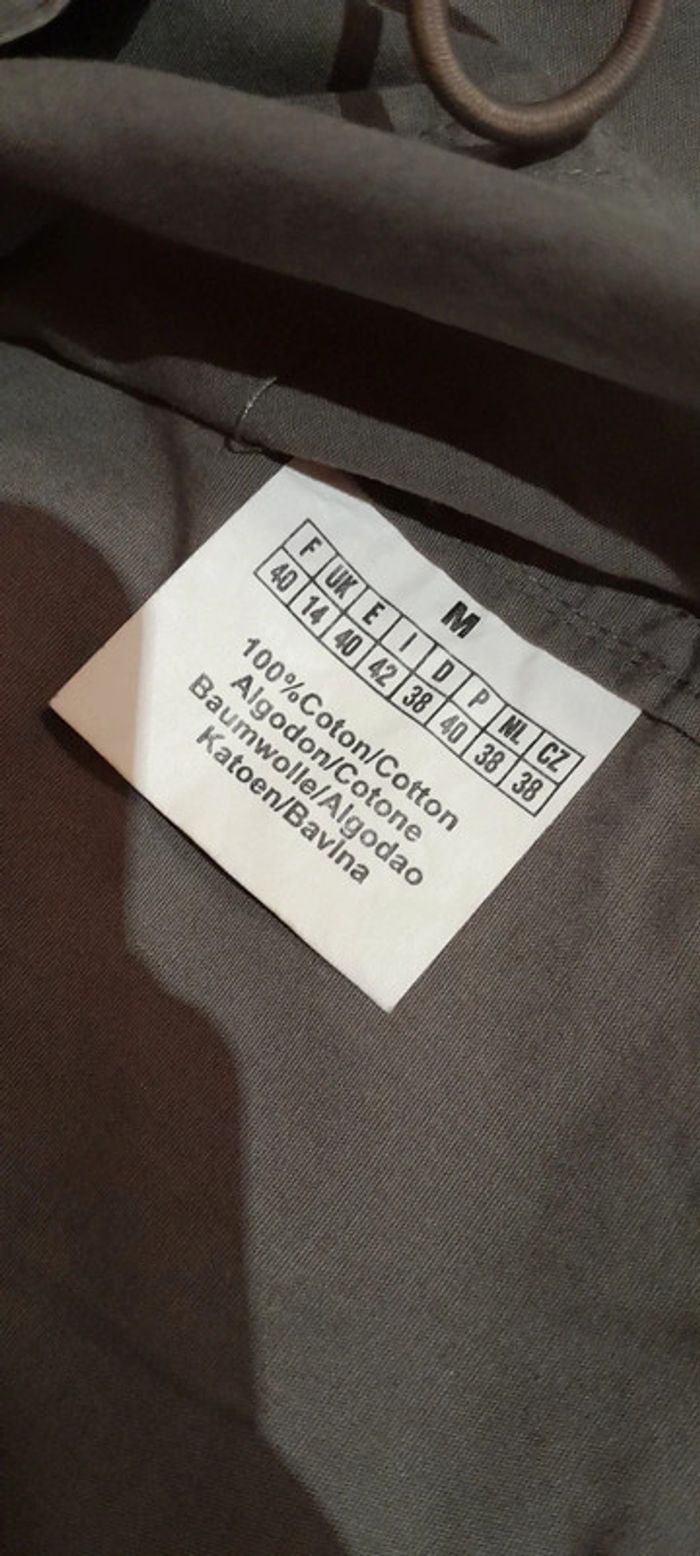 M
F UK E I D P NL CZ
40 14 40 42 38 40 38 38
100%Coton/Cotton
Algodon/Cotone
Baumwolle/Algodao
Katoen/Bavlna